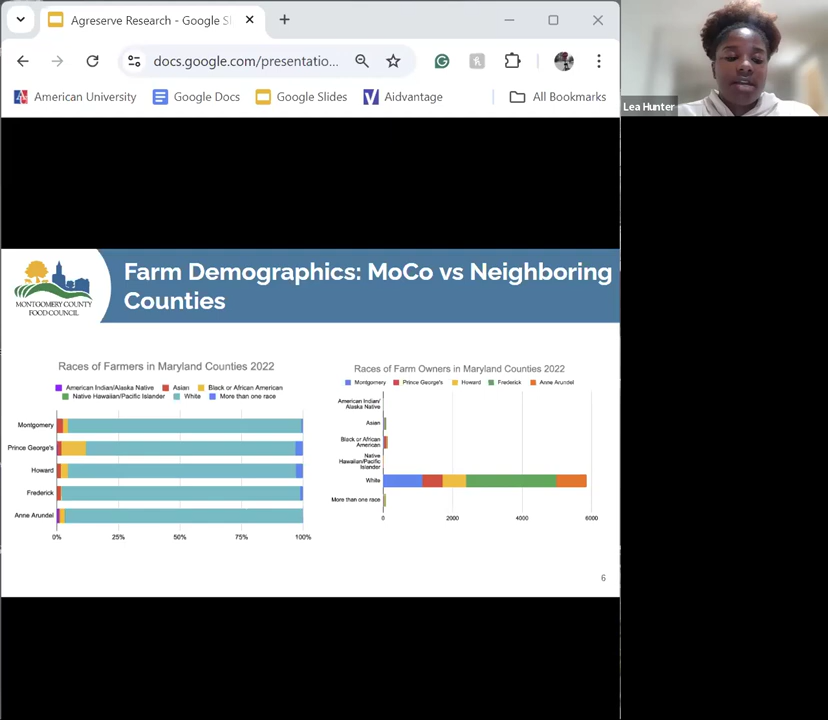 Agreserve Research - Google S
docs.google.com/presentatio...
American University
Google Docs
Google Slides
Aidvantage
All Bookmarks
Lea Hunter
MONTGOMERY COUNTY
FOOD COUNCIL
Farm Demographics: MoCo vs Neighboring
Counties
Races of Farmers in Maryland Counties 2022
American Indian/Alaska Native Asian Black or African American
Native Hawaiian/Pacific Islander White More than one race
Montgomery
Prince George's
Howard
Frederick
Anne Arundel
0% 25% 50% 75% 100%
Races of Farm Owners in Maryland Counties 2022
Montgomery Prince George's Howard Frederick Anne Arundel
American Indian/
Alaska Native
Asian
Black or African
American
Native
Hawaiian/Pacific
Islander
White
More than one race
0 2000 4000 6000
6